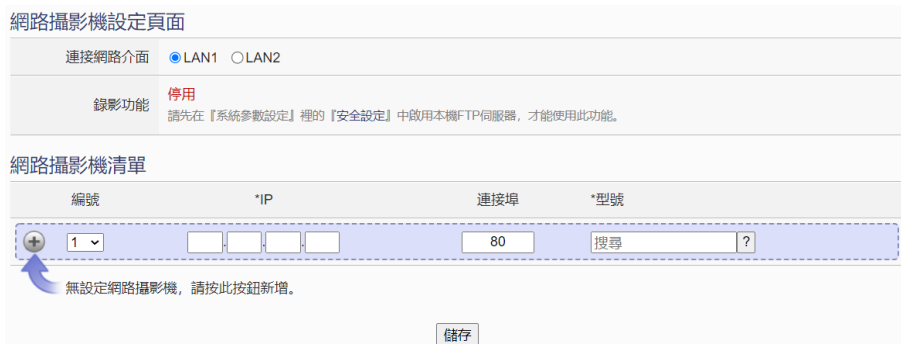 網路攝影機設定頁面
連接網路介面 LAN1 LAN2
錄影功能 停用
請先在『系統參數設定』裡的『安全設定』中啟用本機FTP伺服器，才能使用此功能。
網路攝影機清單
編號 *IP 連接埠 *型號
1 . . . 80 搜尋 ?
無設定網路攝影機，請按此按鈕新增。
儲存